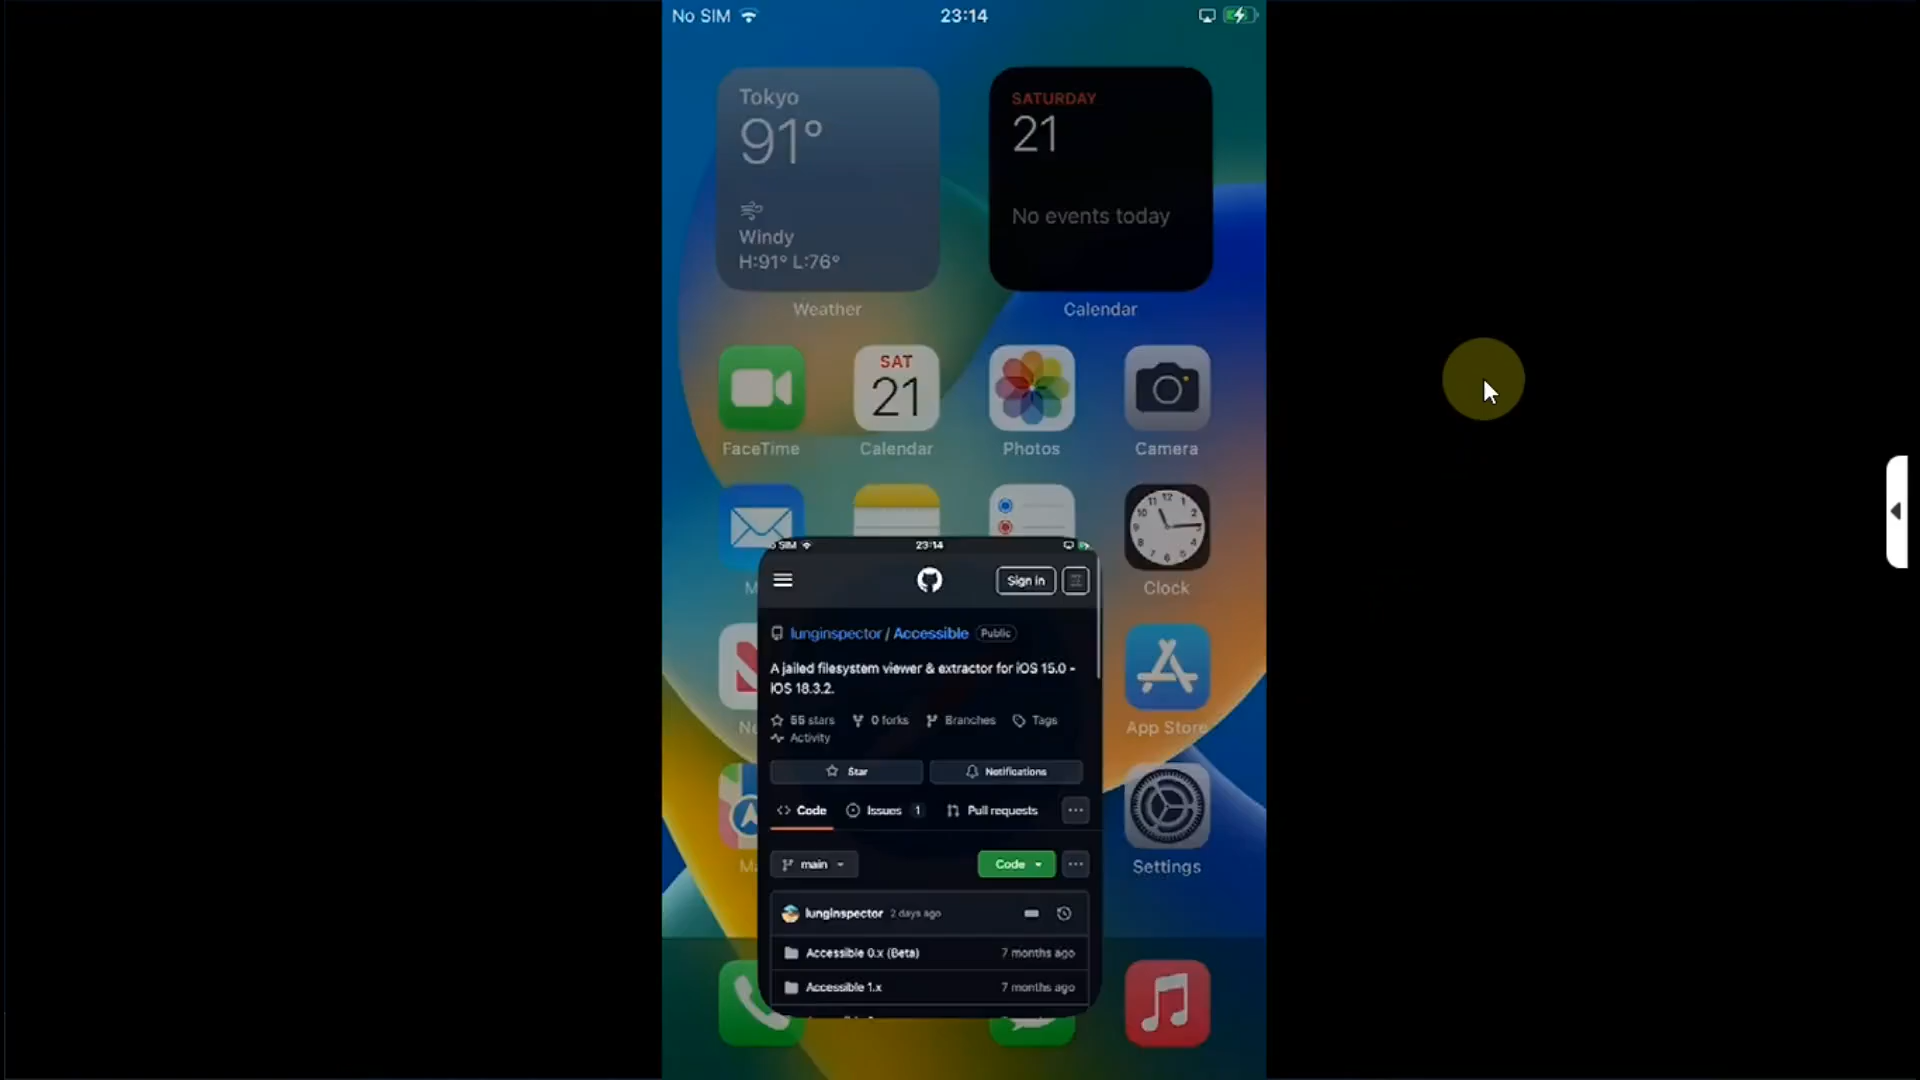 No SIM
23:14
Tokyo
91°
Windy
H:91° L:76°
Weather
SATURDAY
21
No events today
Calendar
FaceTime
SAT
21
Calendar
Photos
Camera
Clock
App Store
Settings
SIM
23:14
Sign in
lunginspector / Accessible Public
A jailed filesystem viewer & extractor for iOS 15.0 -
iOS 18.3.2.
55 stars 0 forks Branches Tags
Activity
Star Notifications
Code Issues 1 Pull requests
main Code
lunginspector 2 days ago
Accessible 0.x (Beta) 7 months ago
Accessible 1.x 7 months ago